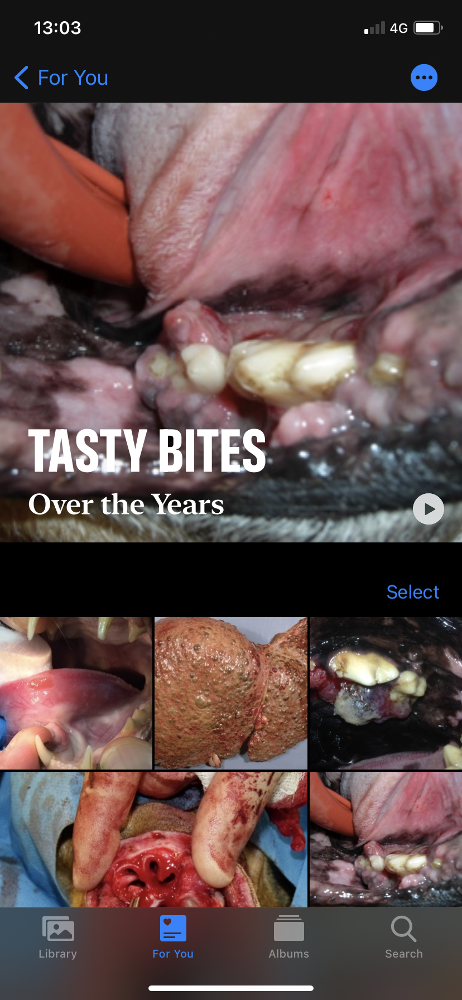 13:03
4G
For You
TASTY BITES
Over the Years
Select
Library
For You
Albums
Search